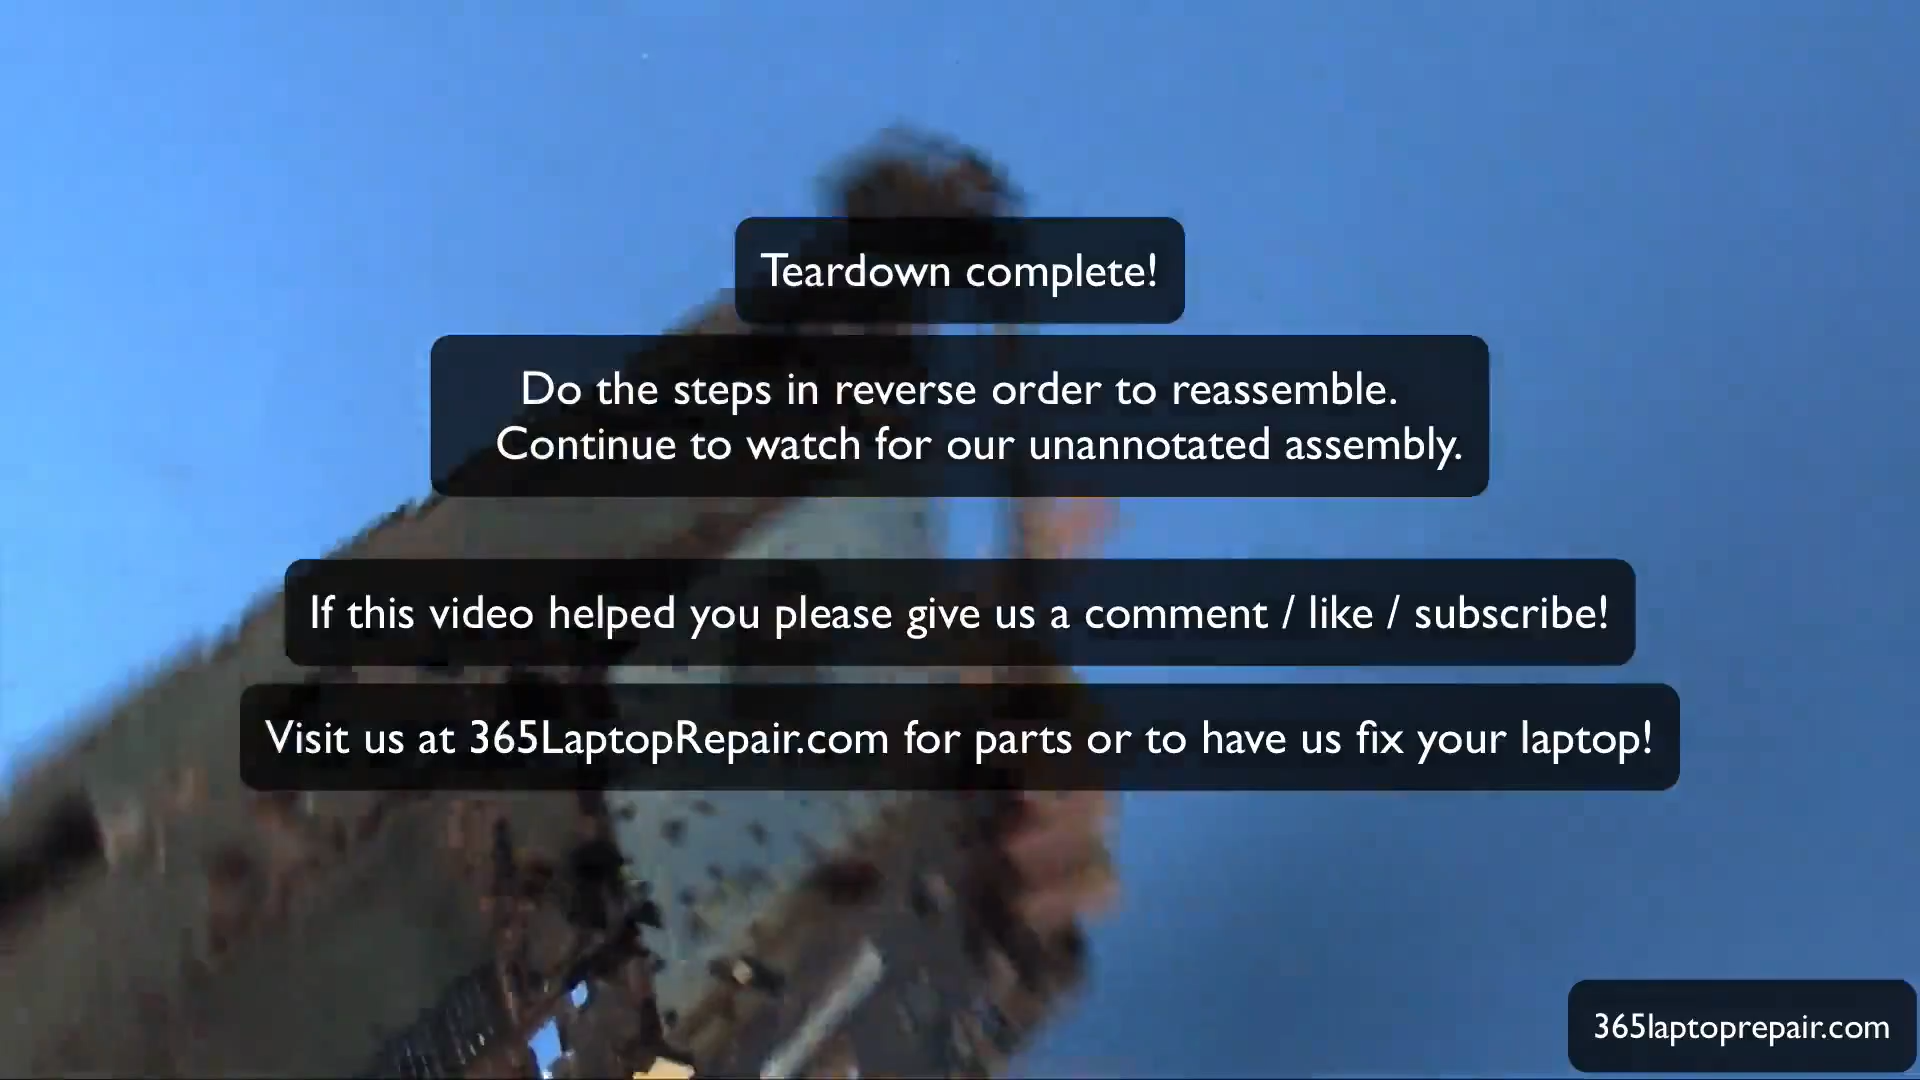 Teardown complete!
Do the steps in reverse order to reassemble.
Continue to watch for our unannotated assembly.
If this video helped you please give us a comment / like / subscribe!
Visit us at 365LaptopRepair.com for parts or to have us fix your laptop!
365laptoprepair.com